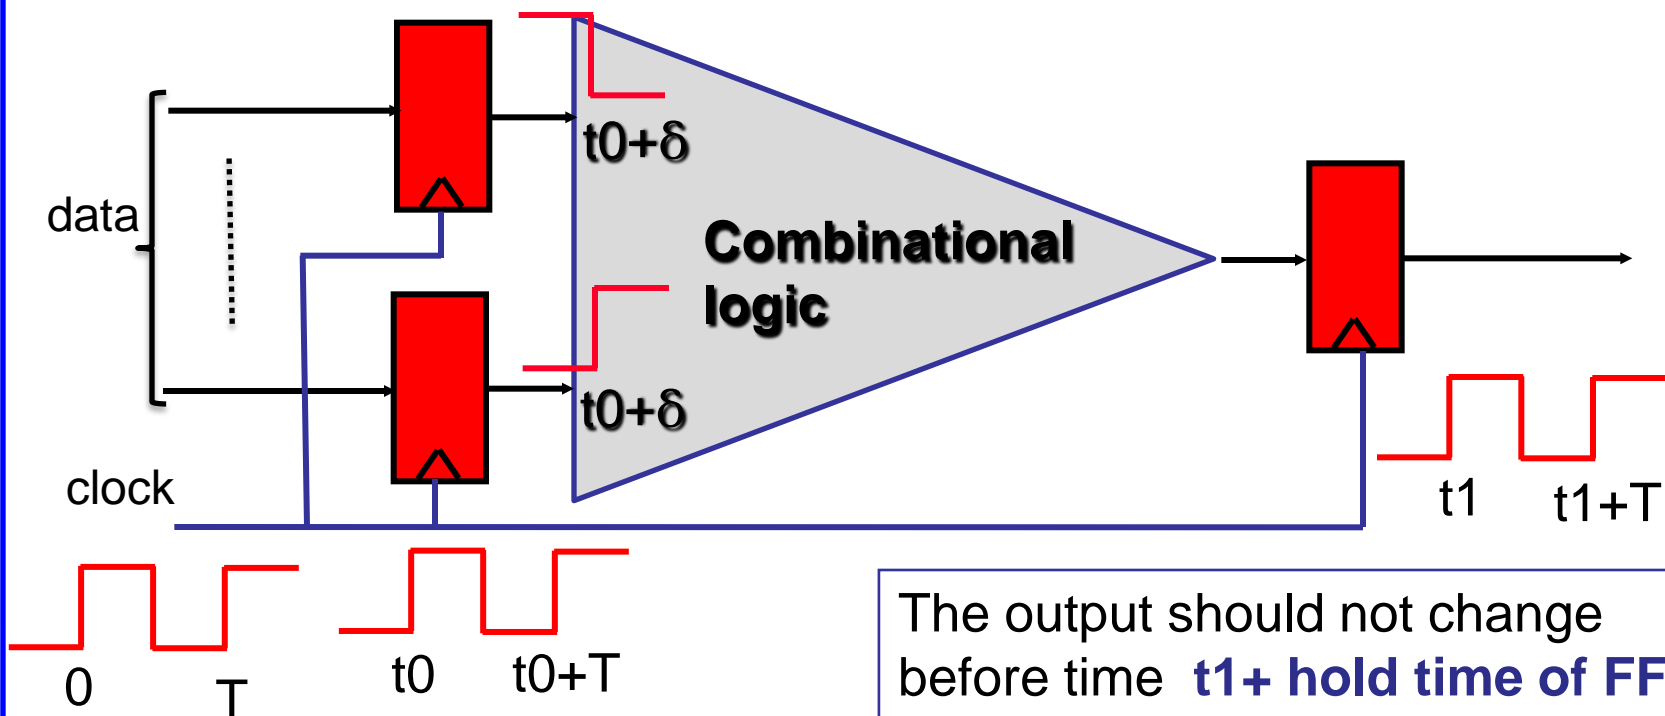 t0+δ
data
Combinational
logic
t0+δ
clock
t1
t1+T
0
T
t0
t0+T
The output should not change
before time t1+ hold time of FF